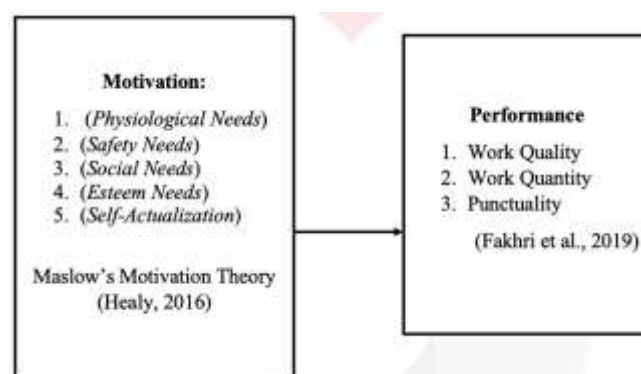 Motivation:
1. (Physiological Needs)
2. (Safety Needs)
3. (Social Needs)
4. (Esteem Needs)
5. (Self-Actualization)
Maslow's Motivation Theory
(Healy, 2016)
Performance
1. Work Quality
2. Work Quantity
3. Punctuality
(Fakhri et al., 2019)